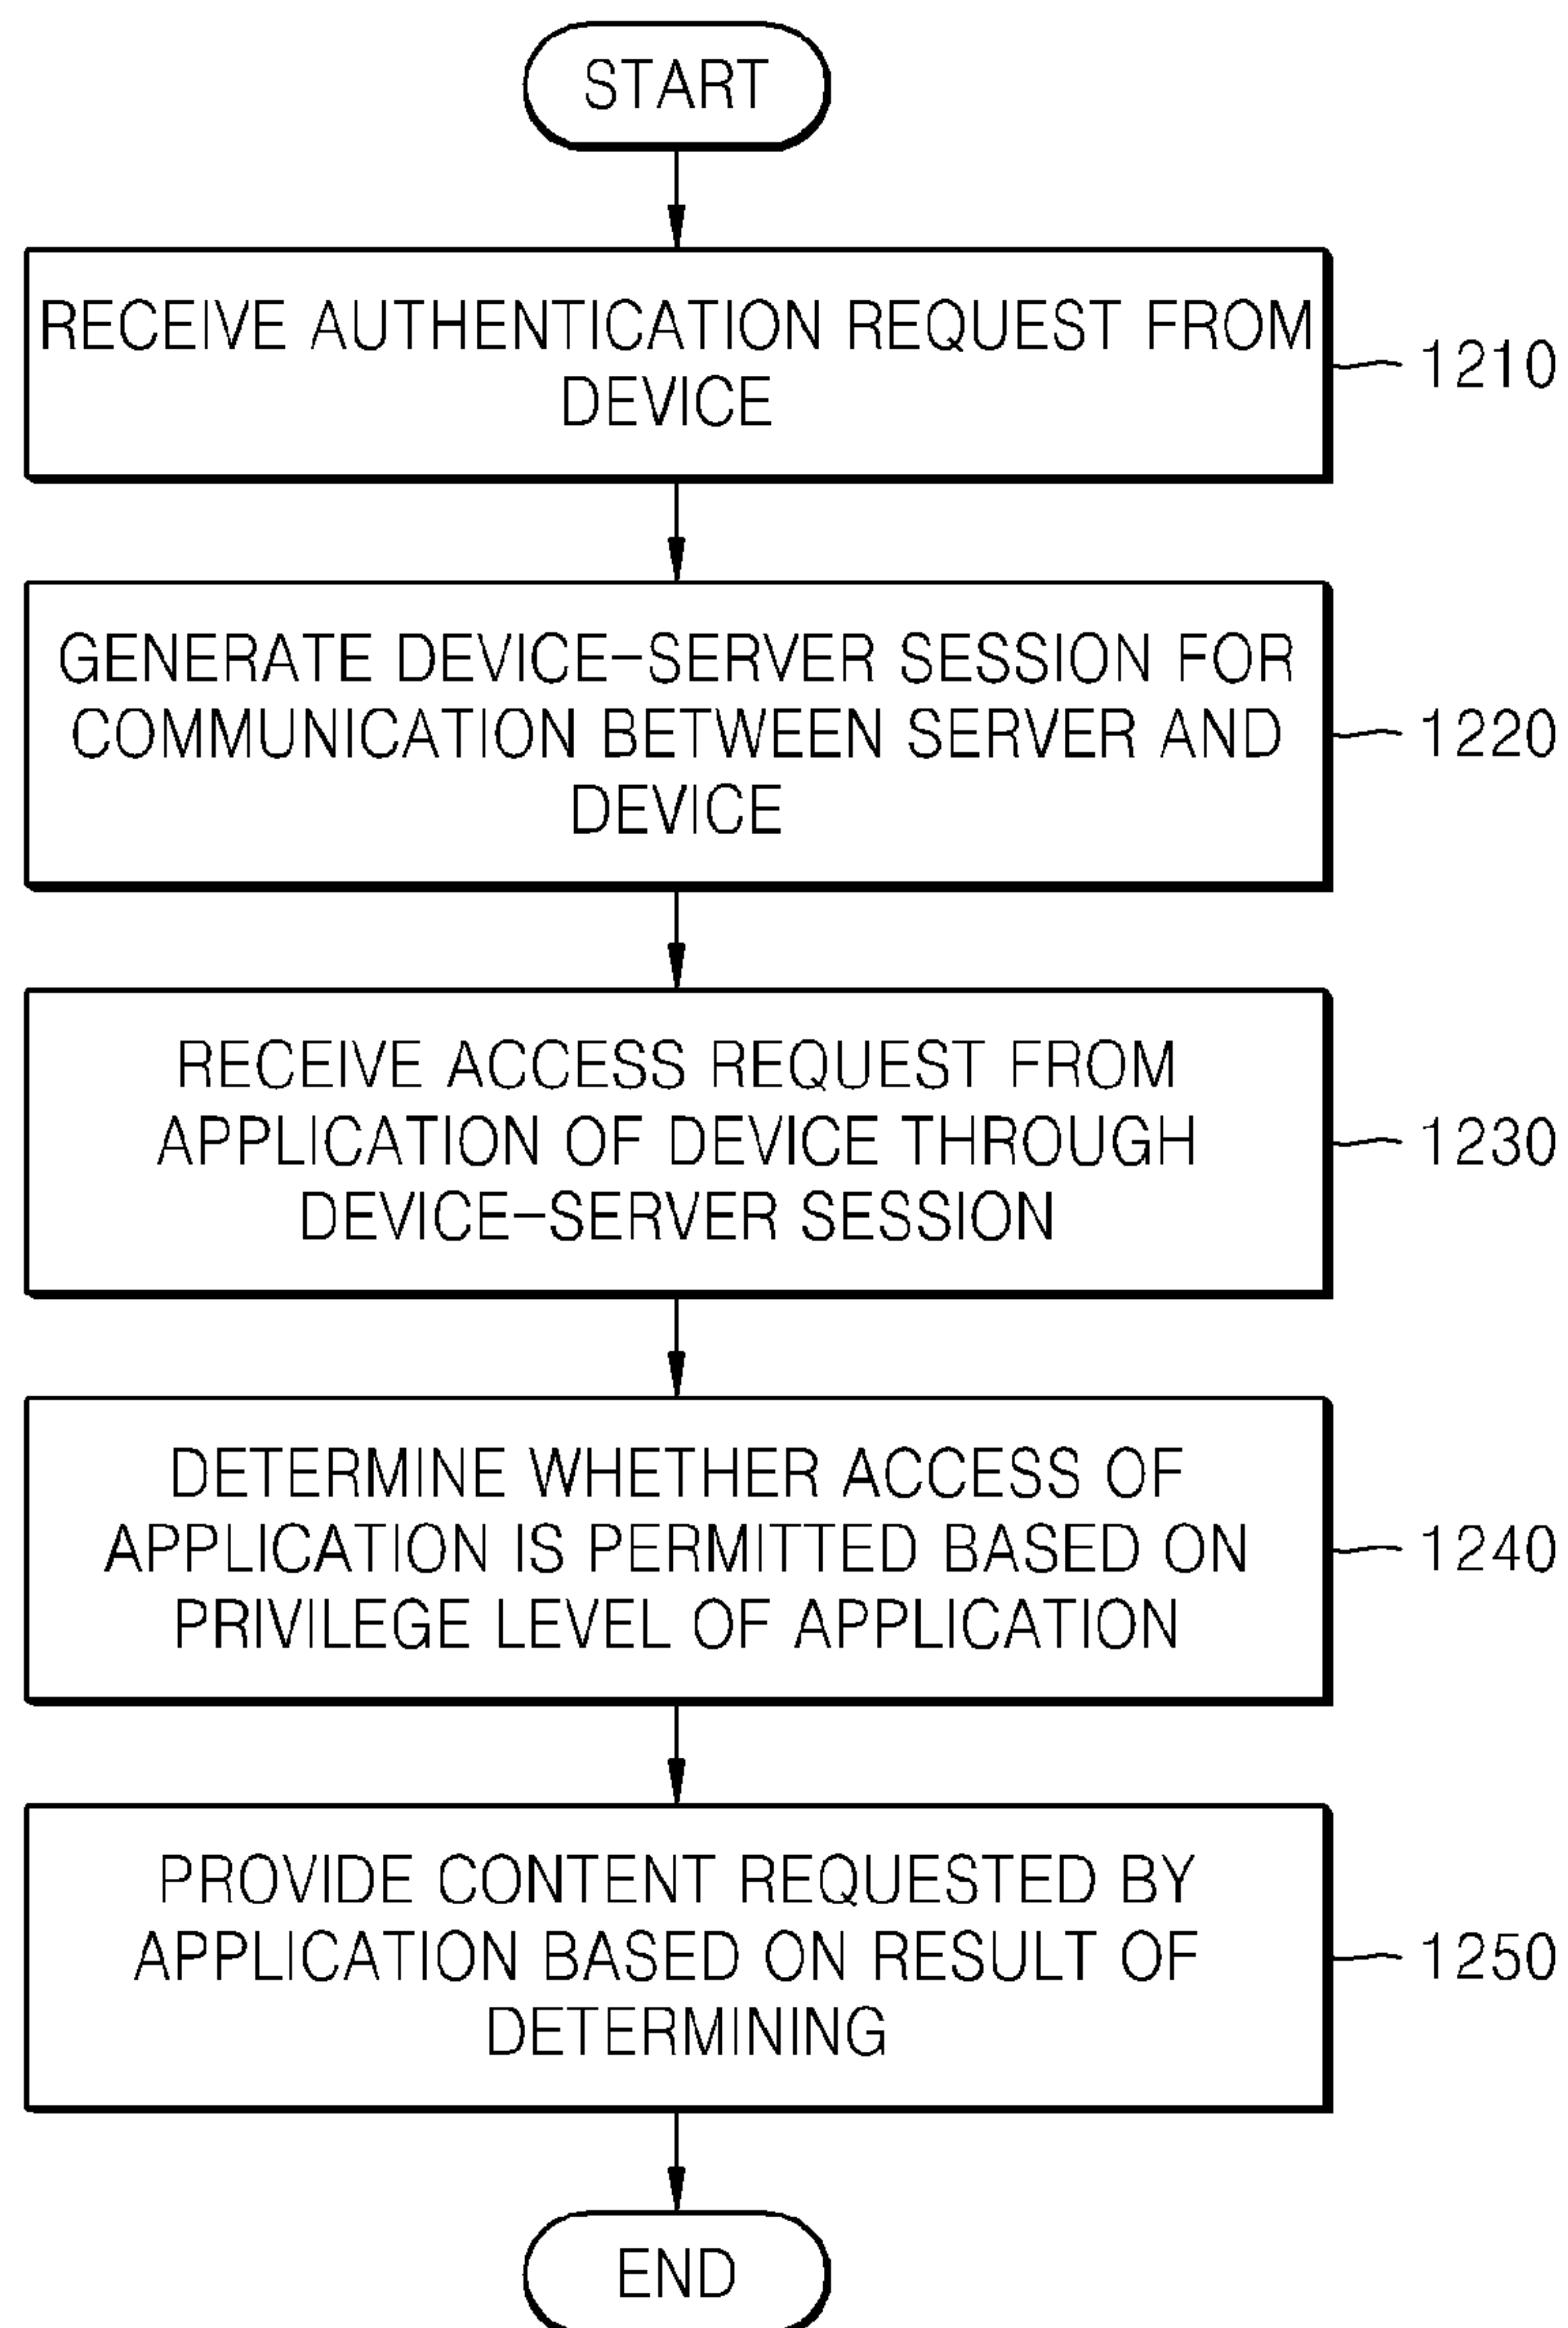 START
RECEIVE AUTHENTICATION REQUEST FROM
DEVICE
1210
GENERATE DEVICE-SERVER SESSION FOR
COMMUNICATION BETWEEN SERVER AND
DEVICE
1220
RECEIVE ACCESS REQUEST FROM
APPLICATION OF DEVICE THROUGH
DEVICE-SERVER SESSION
1230
DETERMINE WHETHER ACCESS OF
APPLICATION IS PERMITTED BASED ON
PRIVILEGE LEVEL OF APPLICATION
1240
PROVIDE CONTENT REQUESTED BY
APPLICATION BASED ON RESULT OF
DETERMINING
1250
END